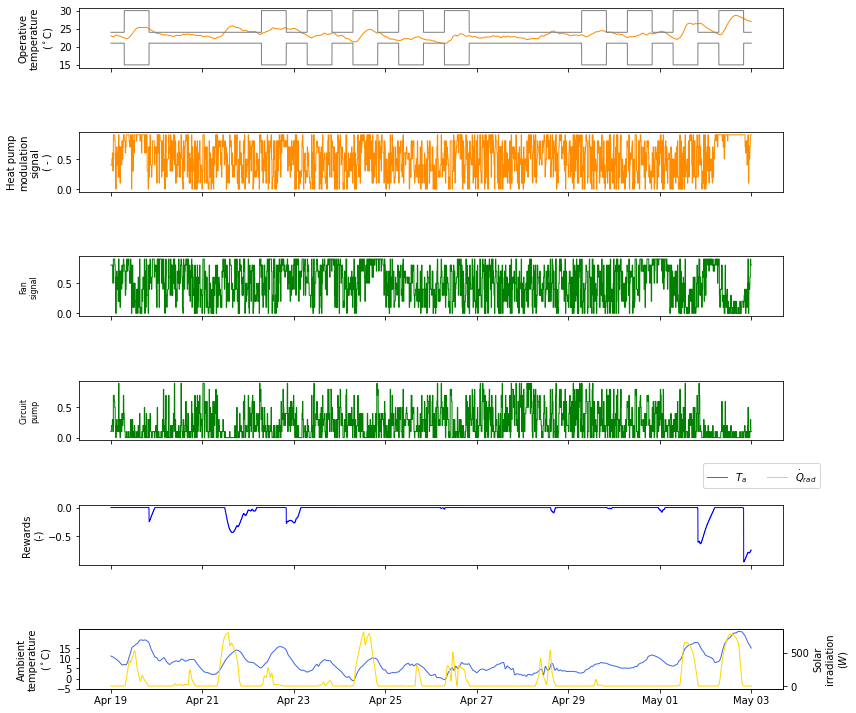 Operative
temperature
(°C)
30
25
20
15
Heat pump
modulation
signal
( - )
0.5
0.0
Fan
signal
0.5
0.0
Circuit
pump
0.5
0.0
T_a
Q̇_rad
Rewards
(-)
0.0
−0.5
Ambient
temperature
(°C)
15
10
5
0
−5
500
0
Solar
irradiation
(W)
Apr 19 Apr 21 Apr 23 Apr 25 Apr 27 Apr 29 May 01 May 03